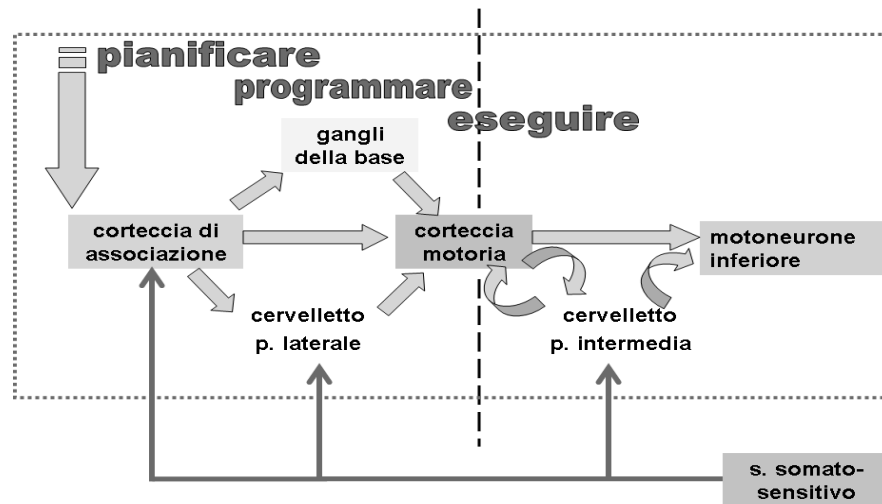 pianificare
programmare
eseguire
gangli
della base
corteccia di
associazione
corteccia
motoria
motoneurone
inferiore
cervelletto
p. laterale
cervelletto
p. intermedia
s. somato-
sensitivo